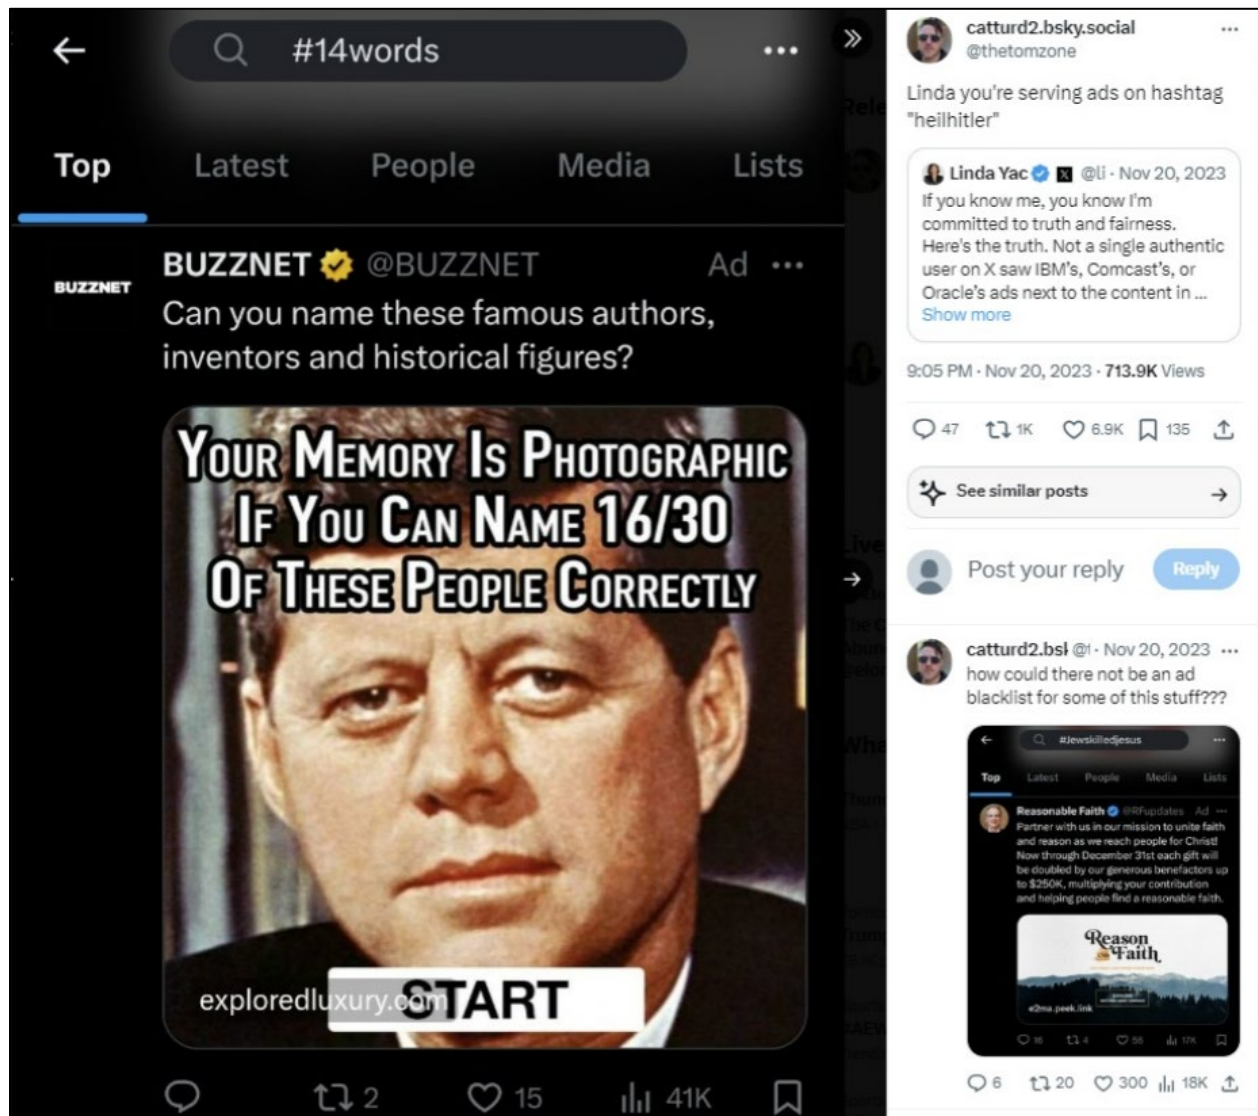 #14words
Top Latest People Media Lists
BUZZNET
BUZZNET @BUZZNET Ad
Can you name these famous authors,
inventors and historical figures?
YOUR MEMORY IS PHOTOGRAPHIC
IF YOU CAN NAME 16/30
OF THESE PEOPLE CORRECTLY
exploredluxury.com
START
2 15 41K
catturd2.bsky.social
@thetomzone
Linda you're serving ads on hashtag
"heilhitler"
Linda Yac @li · Nov 20, 2023
If you know me, you know I'm
committed to truth and fairness.
Here's the truth. Not a single authentic
user on X saw IBM's, Comcast's, or
Oracle's ads next to the content in ...
Show more
9:05 PM · Nov 20, 2023 · 713.9K Views
47 1K 6.9K 135
See similar posts
Post your reply Reply
catturd2.bsl @t · Nov 20, 2023
how could there not be an ad
blacklist for some of this stuff???
#Jewskilledjesus
Top Latest People Media Lists
Reasonable Faith @RFupdates Ad
Partner with us in our mission to unite faith
and reason as we reach people for Christ!
Now through December 31st each gift will
be doubled by our generous benefactors up
to $250K, multiplying your contribution
and helping people find a reasonable faith.
Reason
Faith
e2ma.peek.link
16 4 56 17K
6 20 300 18K